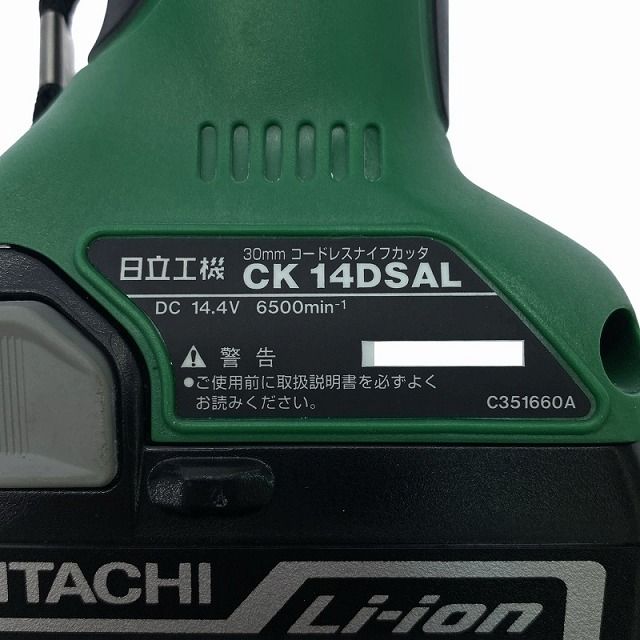 30mm コードレスナイフカッタ
日立工機 CK 14DSAL
DC 14.4V 6500min⁻¹
警告
●ご使用前に取扱説明書を必ずよく
お読みください。
C351660A
HITACHI
Li-ion